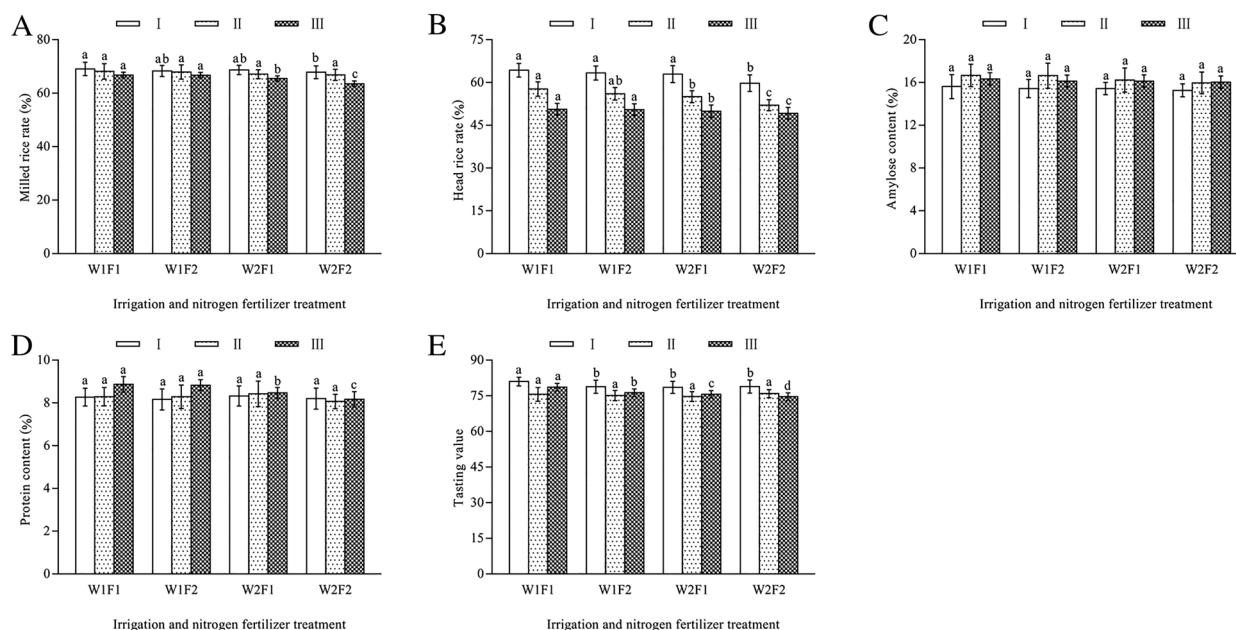 A
Ⅰ Ⅱ Ⅲ
80
60
40
20
0
Milled rice rate (%)
a a a ab a a ab a b b a c
W1F1 W1F2 W2F1 W2F2
Irrigation and nitrogen fertilizer treatment
B
Ⅰ Ⅱ Ⅲ
75
60
45
30
15
0
Head rice rate (%)
a a a a ab a a b b b c c
W1F1 W1F2 W2F1 W2F2
Irrigation and nitrogen fertilizer treatment
C
Ⅰ Ⅱ Ⅲ
20
16
12
8
4
0
Amylose content (%)
a a a a a a a a a a a a
W1F1 W1F2 W2F1 W2F2
Irrigation and nitrogen fertilizer treatment
D
Ⅰ Ⅱ Ⅲ
10
8
6
4
2
0
Protein content (%)
a a a a a a a a b a a c
W1F1 W1F2 W2F1 W2F2
Irrigation and nitrogen fertilizer treatment
E
Ⅰ Ⅱ Ⅲ
90
75
60
45
30
15
0
Tasting value
a a a b a b b a c b a d
W1F1 W1F2 W2F1 W2F2
Irrigation and nitrogen fertilizer treatment